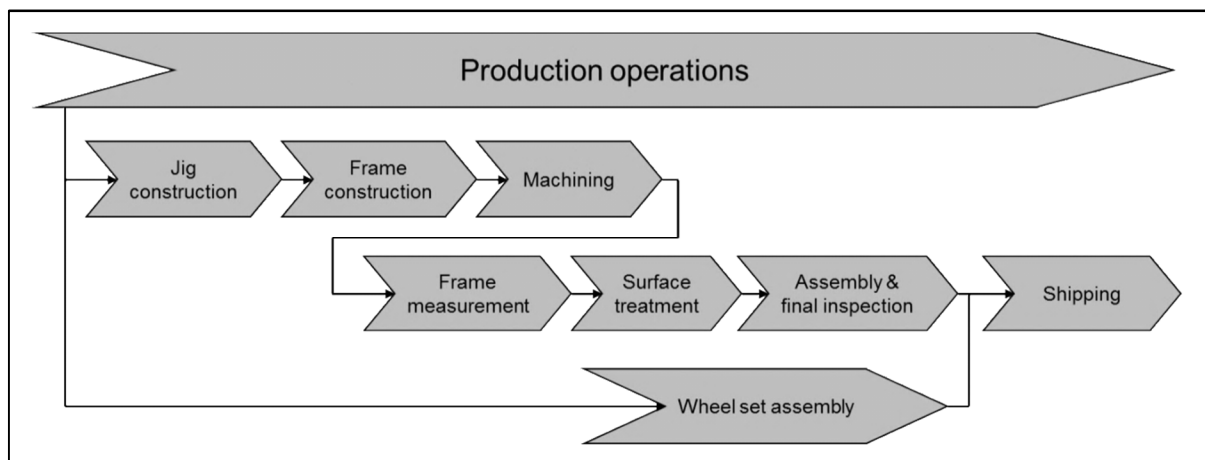 Production operations
Jig
construction
Frame
construction
Machining
Frame
measurement
Surface
treatment
Assembly &
final inspection
Shipping
Wheel set assembly